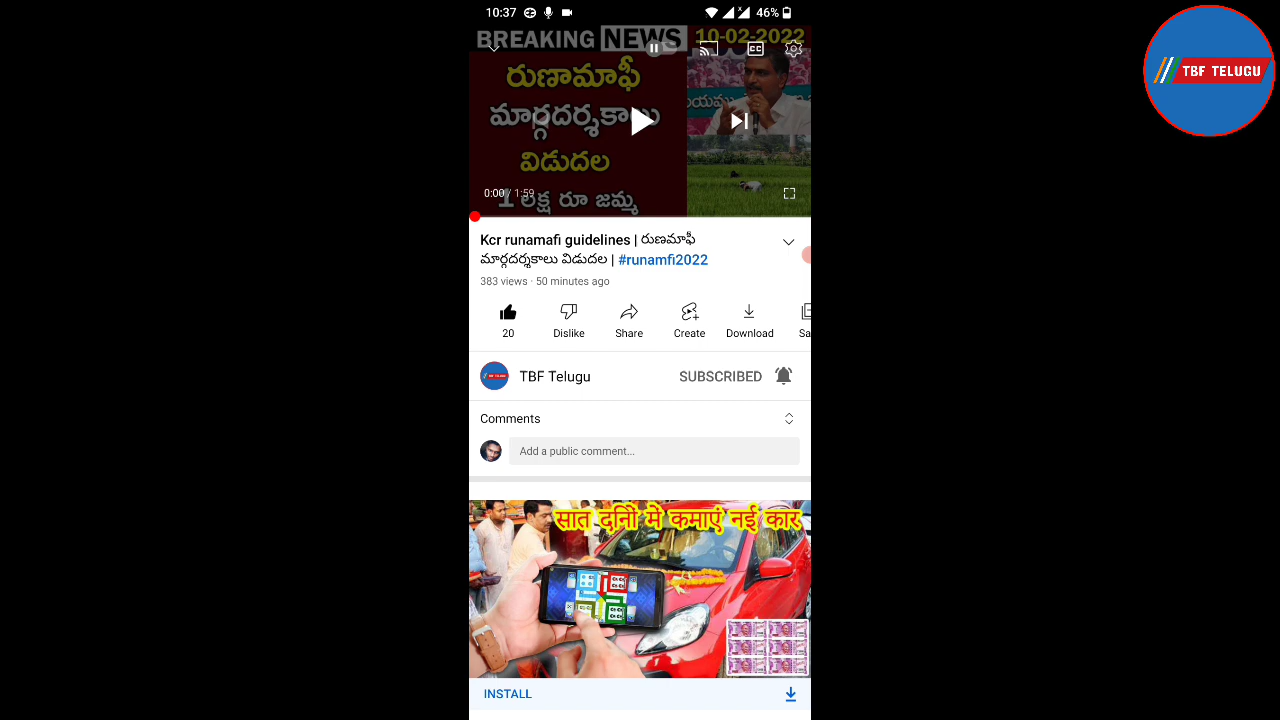 10:37
46%
BREAKING NEWS
10-02-2022
రుణామాఫీ
మార్గదర్శకాలు
విడుదల
1 లక్ష రూ జమ్మ
CC
0:00 / 1:59
Kcr runamafi guidelines | రుణమాఫీ
మార్గదర్శకాలు విడుదల | #runamfi2022
383 views · 50 minutes ago
20
Dislike
Share
Create
Download
Sa
TBF Telugu
SUBSCRIBED
Comments
Add a public comment...
सात दिनों में कमाएं नई कार
INSTALL
TBF TELUGU